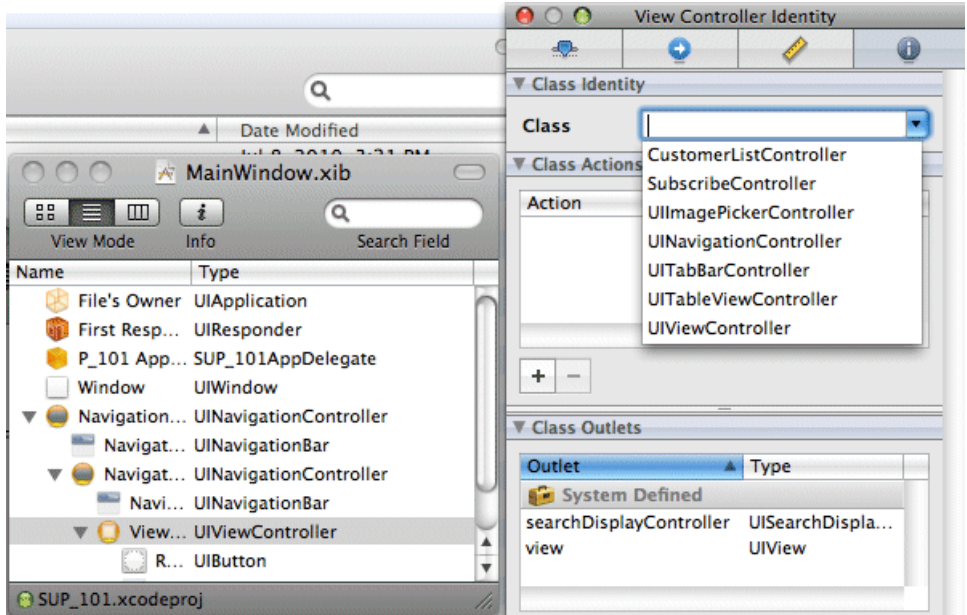 View Controller Identity
Class Identity
Class
CustomerListController
SubscribeController
UIImagePickerController
UINavigationController
UITabBarController
UITableViewController
UIViewController
Class Actions
Action
Class Outlets
Outlet Type
System Defined
searchDisplayController UISearchDispla...
view UIView
Date Modified
MainWindow.xib
View Mode Info Search Field
Name Type
File's Owner UIApplication
First Resp... UIResponder
P_101 App... SUP_101AppDelegate
Window UIWindow
Navigation... UINavigationController
Navigat... UINavigationBar
Navigat... UINavigationController
Navi... UINavigationBar
View... UIViewController
R... UIButton
SUP_101.xcodeproj